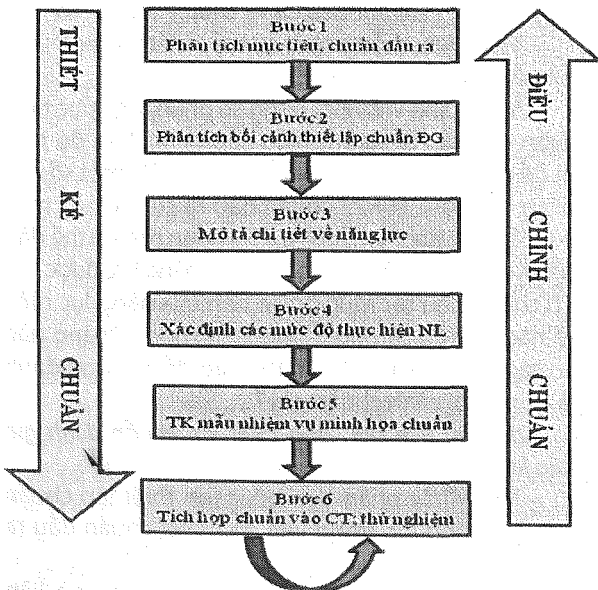 THIẾT KẾ CHUẨN
Bước 1
Phân tích mục tiêu, chuẩn đầu ra
Bước 2
Phân tích bối cảnh thiết lập chuẩn ĐG
Bước 3
Mô tả chi tiết về năng lực
Bước 4
Xác định các mức độ thực hiện NL
Bước 5
TK mẫu nhiệm vụ minh họa chuẩn
Bước 6
Tích hợp chuẩn vào CT; thử nghiệm
ĐIỀU CHỈNH CHUẨN